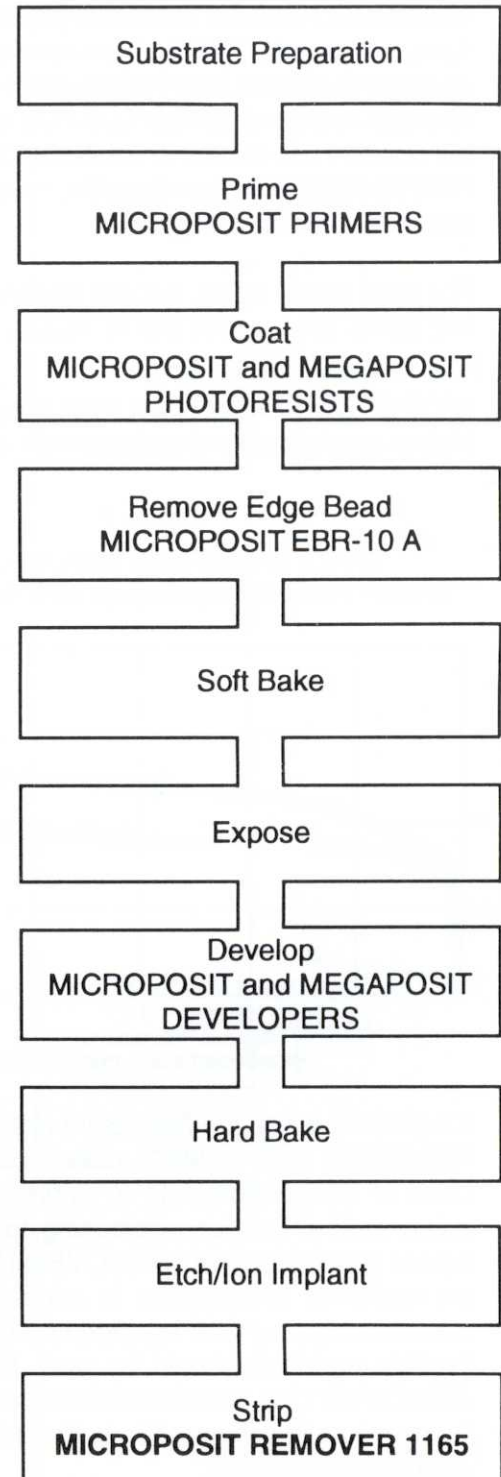 Substrate Preparation
Prime
MICROPOSIT PRIMERS
Coat
MICROPOSIT and MEGAPOSIT
PHOTORESISTS
Remove Edge Bead
MICROPOSIT EBR-10 A
Soft Bake
Expose
Develop
MICROPOSIT and MEGAPOSIT
DEVELOPERS
Hard Bake
Etch/Ion Implant
Strip
MICROPOSIT REMOVER 1165